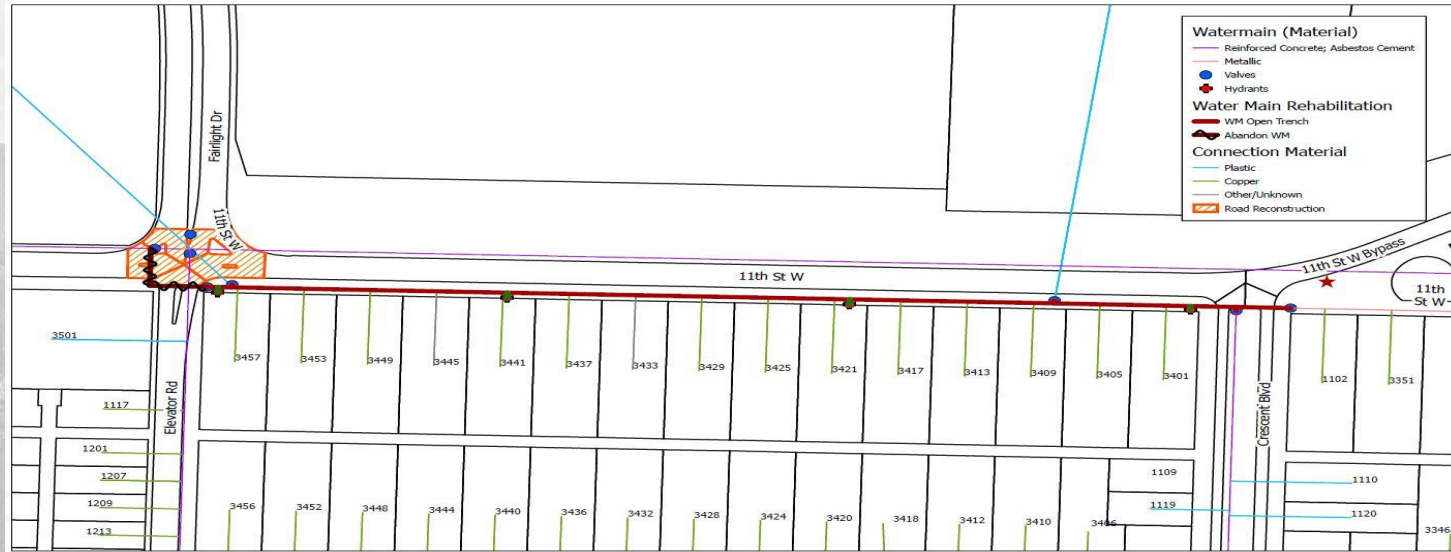 Watermain (Material)
Reinforced Concrete; Asbestos Cement
Metallic
Valves
Hydrants
Water Main Rehabilitation
WM Open Trench
Abandon WM
Connection Material
Plastic
Copper
Other/Unknown
Road Reconstruction
Fairlight Dr
11th St W
11th St W
11th St W Bypass
11th
St W
3501
3457
3453
3449
3445
3441
3437
3433
3429
3425
3421
3417
3413
3409
3405
3401
1102
3351
1117
Elevator Rd
Crescent Blvd
1201
1207
1209
1213
1109
1119
1110
1120
3456
3452
3448
3444
3440
3436
3432
3428
3424
3420
3418
3412
3410
3406
3346